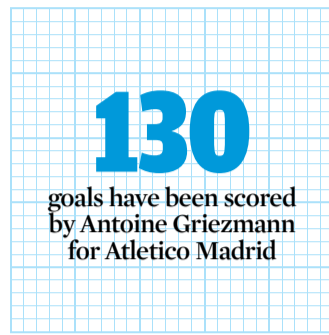 130
goals have been scored
by Antoine Griezmann
for Atletico Madrid